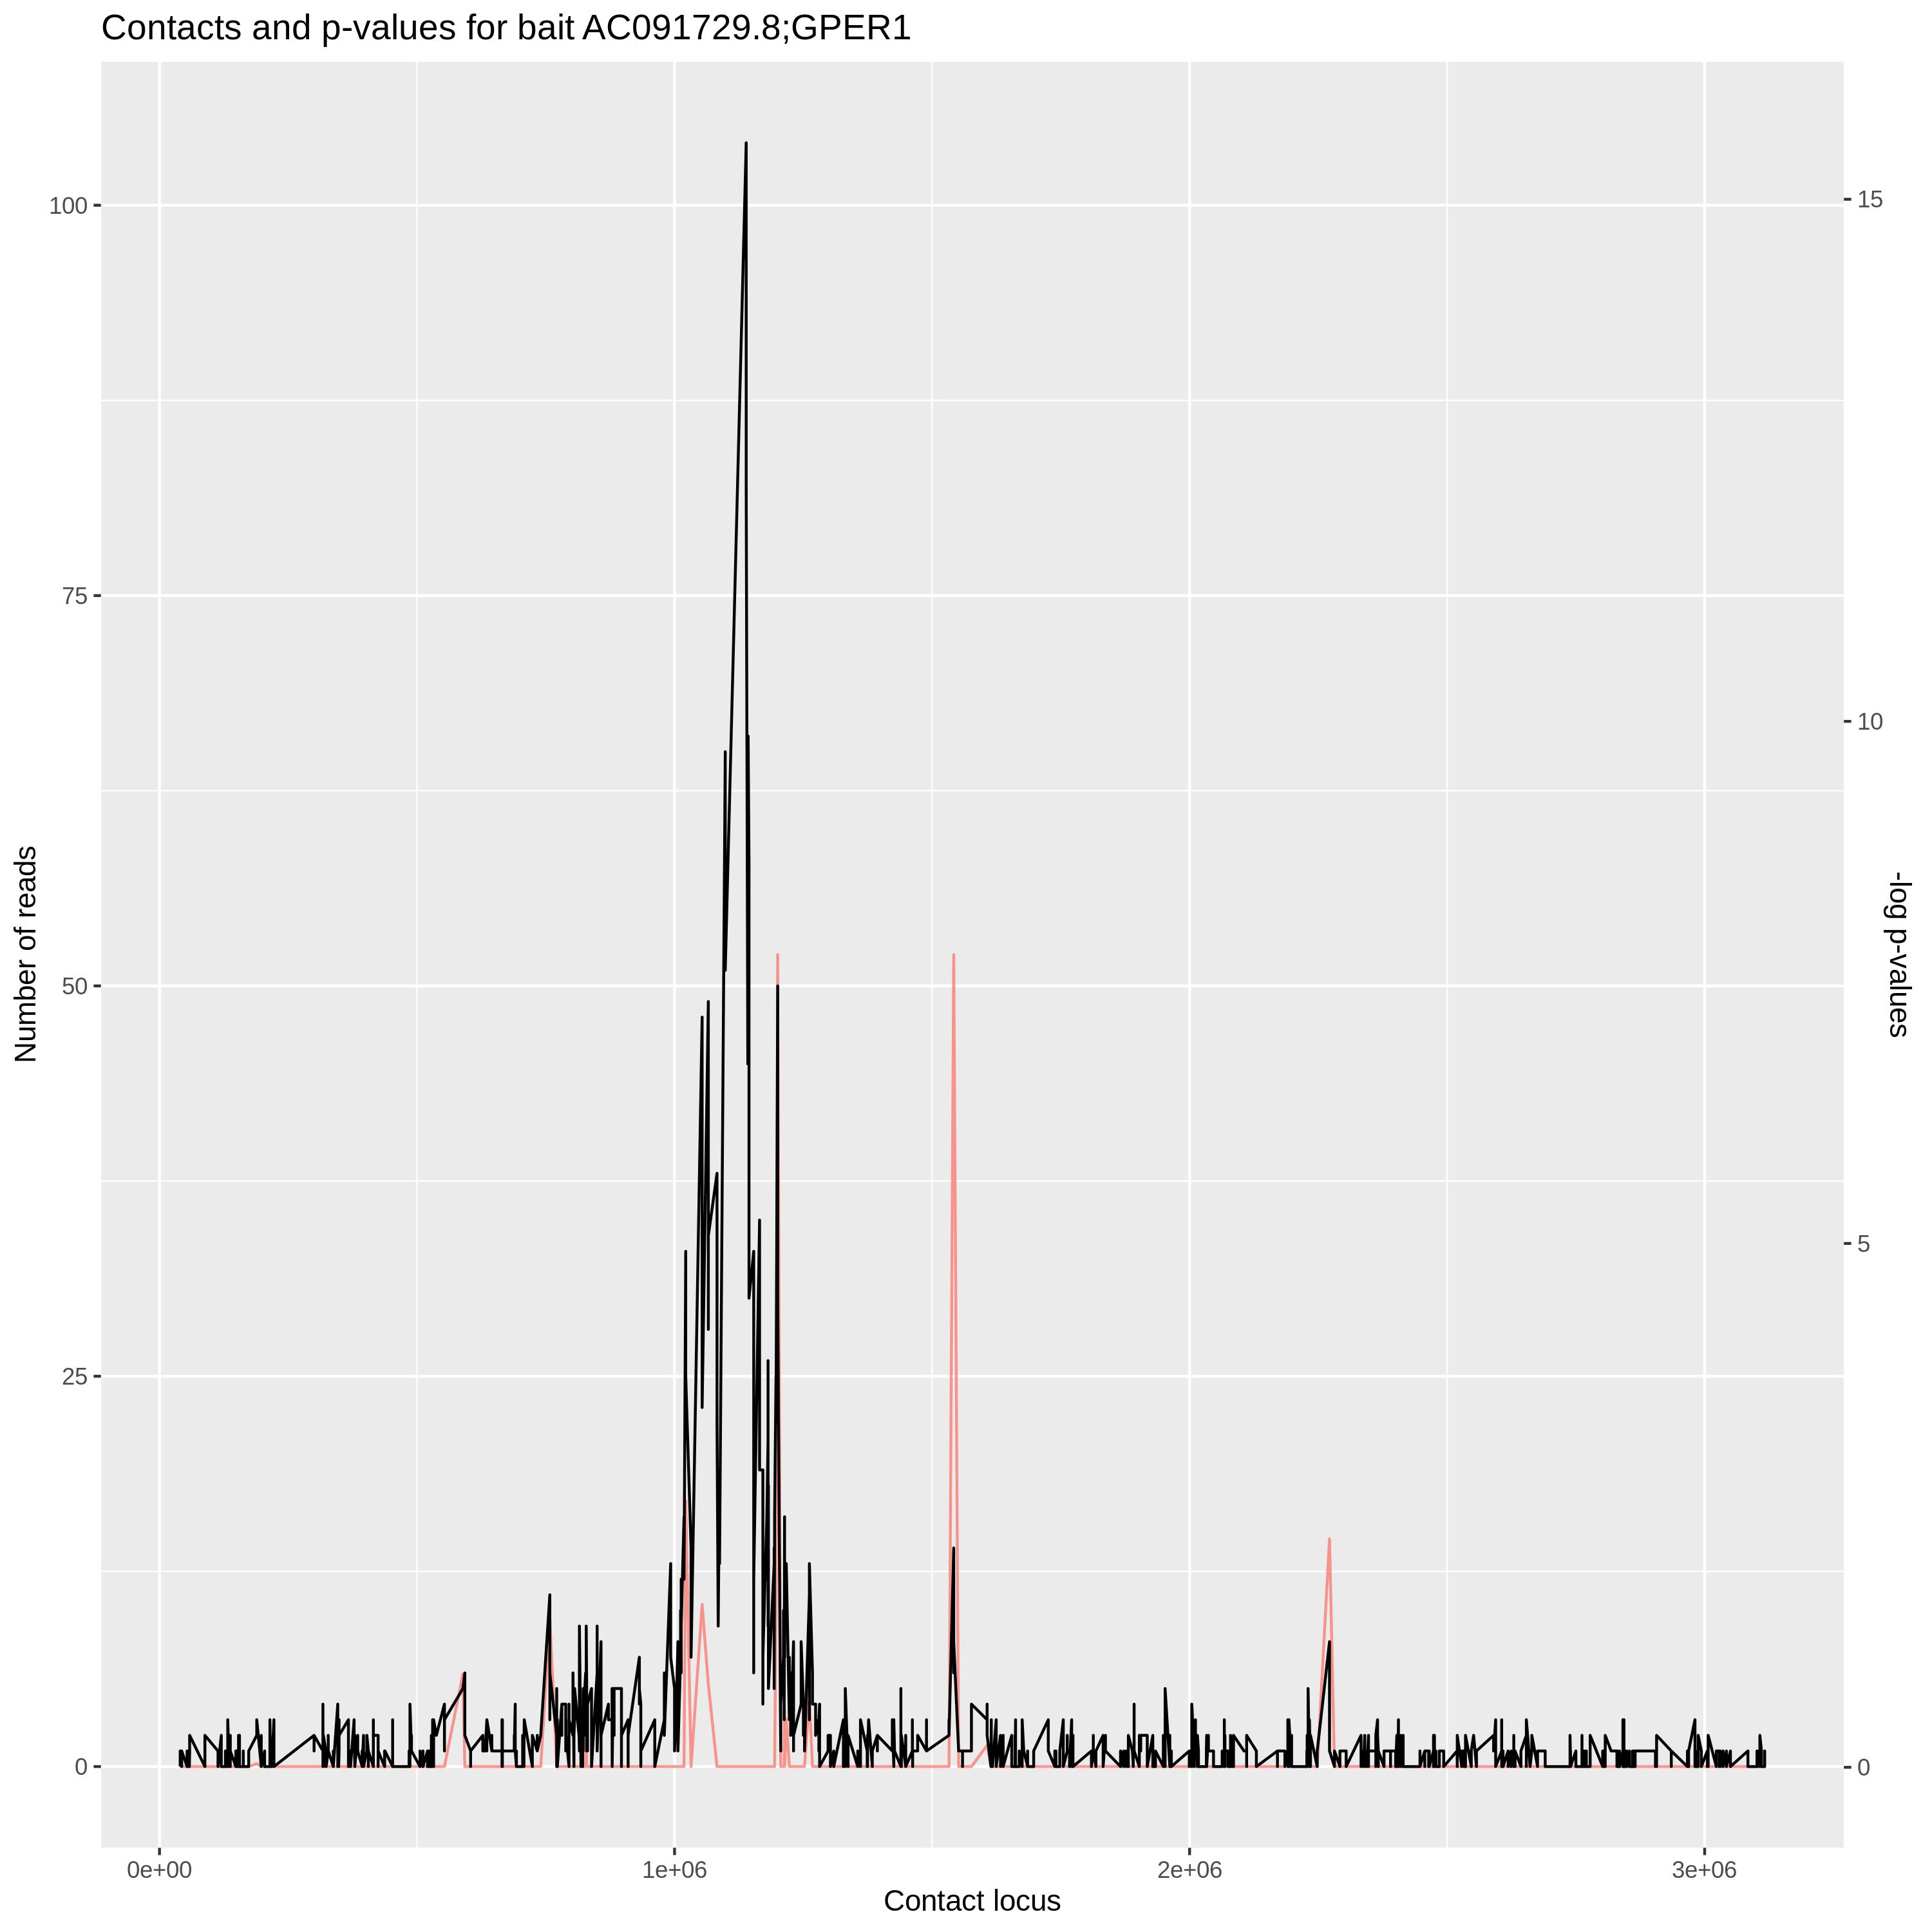 Contacts and p-values for bait AC091729.8;GPER1
100
75
50
25
0
Number of reads
15
10
5
0
-log p-values
0e+00 1e+06 2e+06 3e+06
Contact locus